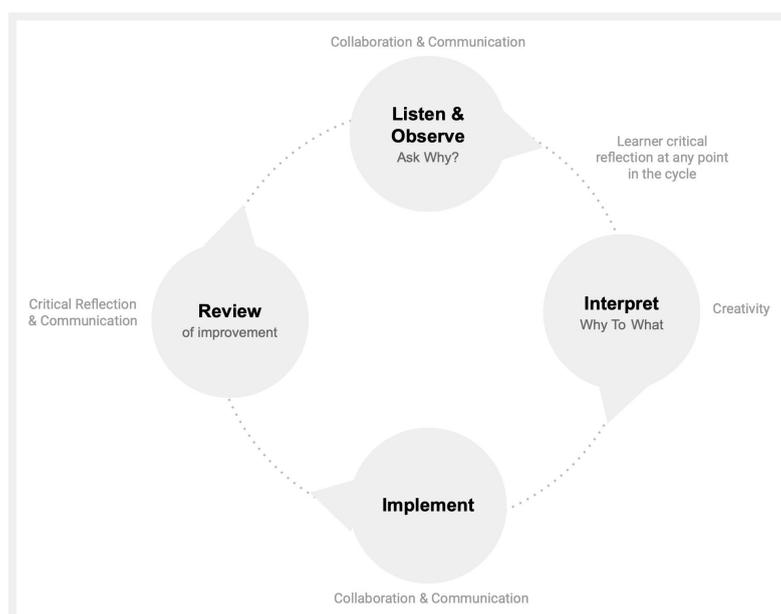 Collaboration & Communication
Listen &
Observe
Ask Why?
Learner critical
reflection at any point
in the cycle
Interpret
Why To What
Creativity
Critical Reflection
& Communication
Review
of improvement
Implement
Collaboration & Communication